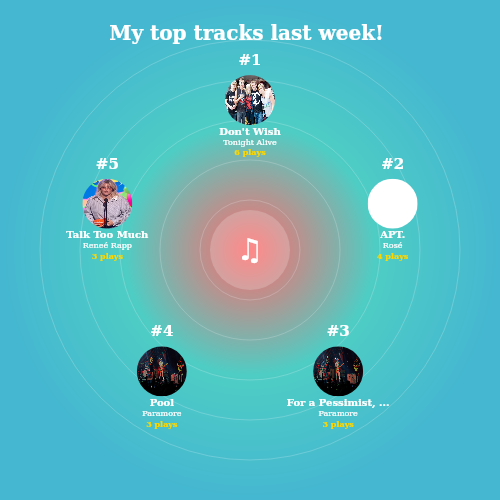 My top tracks last week!
#1
Don't Wish
Tonight Alive
6 plays
#2
APT.
Rosé
4 plays
#3
For a Pessimist, ...
Paramore
3 plays
#4
Pool
Paramore
3 plays
#5
Talk Too Much
Reneé Rapp
3 plays